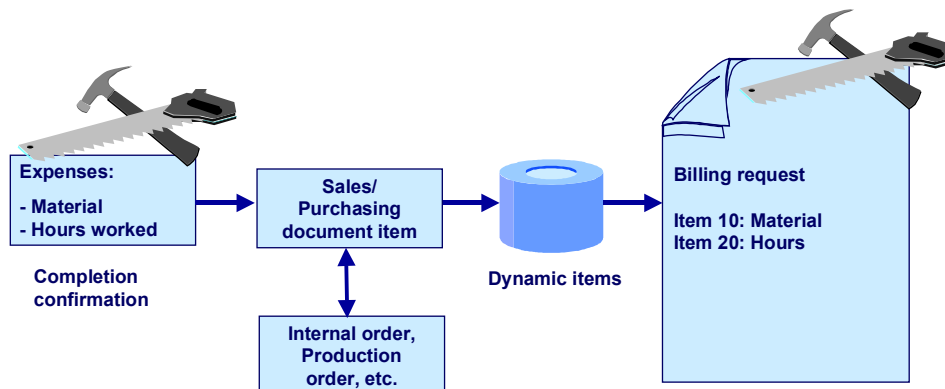 Expenses:
- Material
- Hours worked
Completion
confirmation
Sales/
Purchasing
document item
Internal order,
Production
order, etc.
Dynamic items
Billing request
Item 10: Material
Item 20: Hours